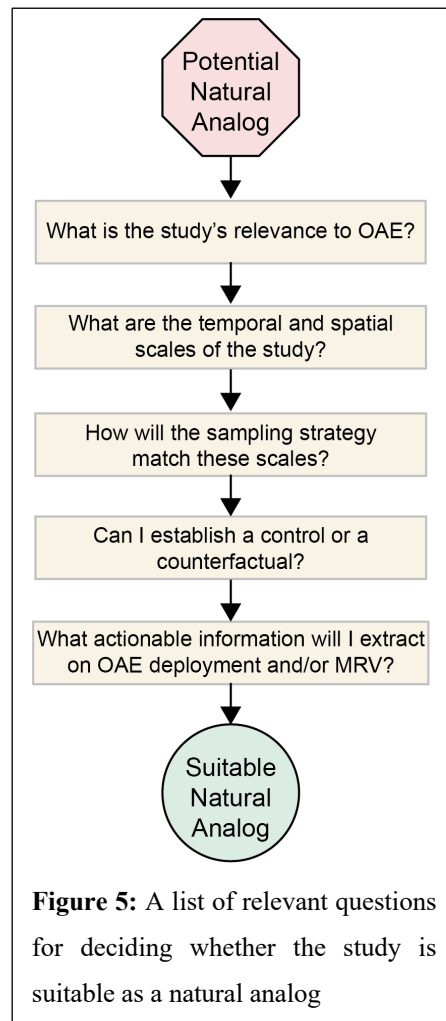 Potential
Natural
Analog
What is the study's relevance to OAE?
What are the temporal and spatial
scales of the study?
How will the sampling strategy
match these scales?
Can I establish a control or a
counterfactual?
What actionable information will I extract
on OAE deployment and/or MRV?
Suitable
Natural
Analog
Figure 5: A list of relevant questions
for deciding whether the study is
suitable as a natural analog